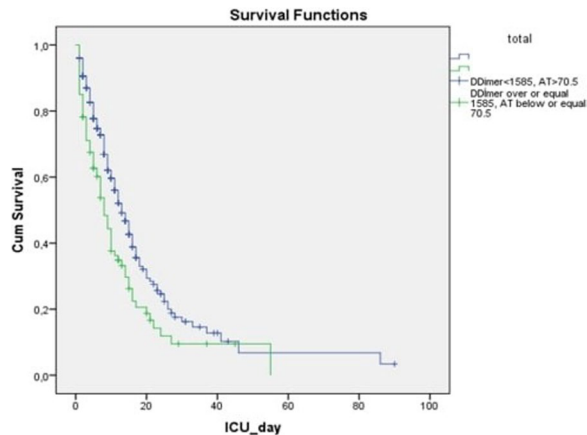 Survival Functions
total
DDimer<1585, AT>70.5
DDImer over or equal
1585, AT below or equal
70.5
Cum Survival
1,0
0,8
0,6
0,4
0,2
0,0
0
20
40
60
80
100
ICU_day